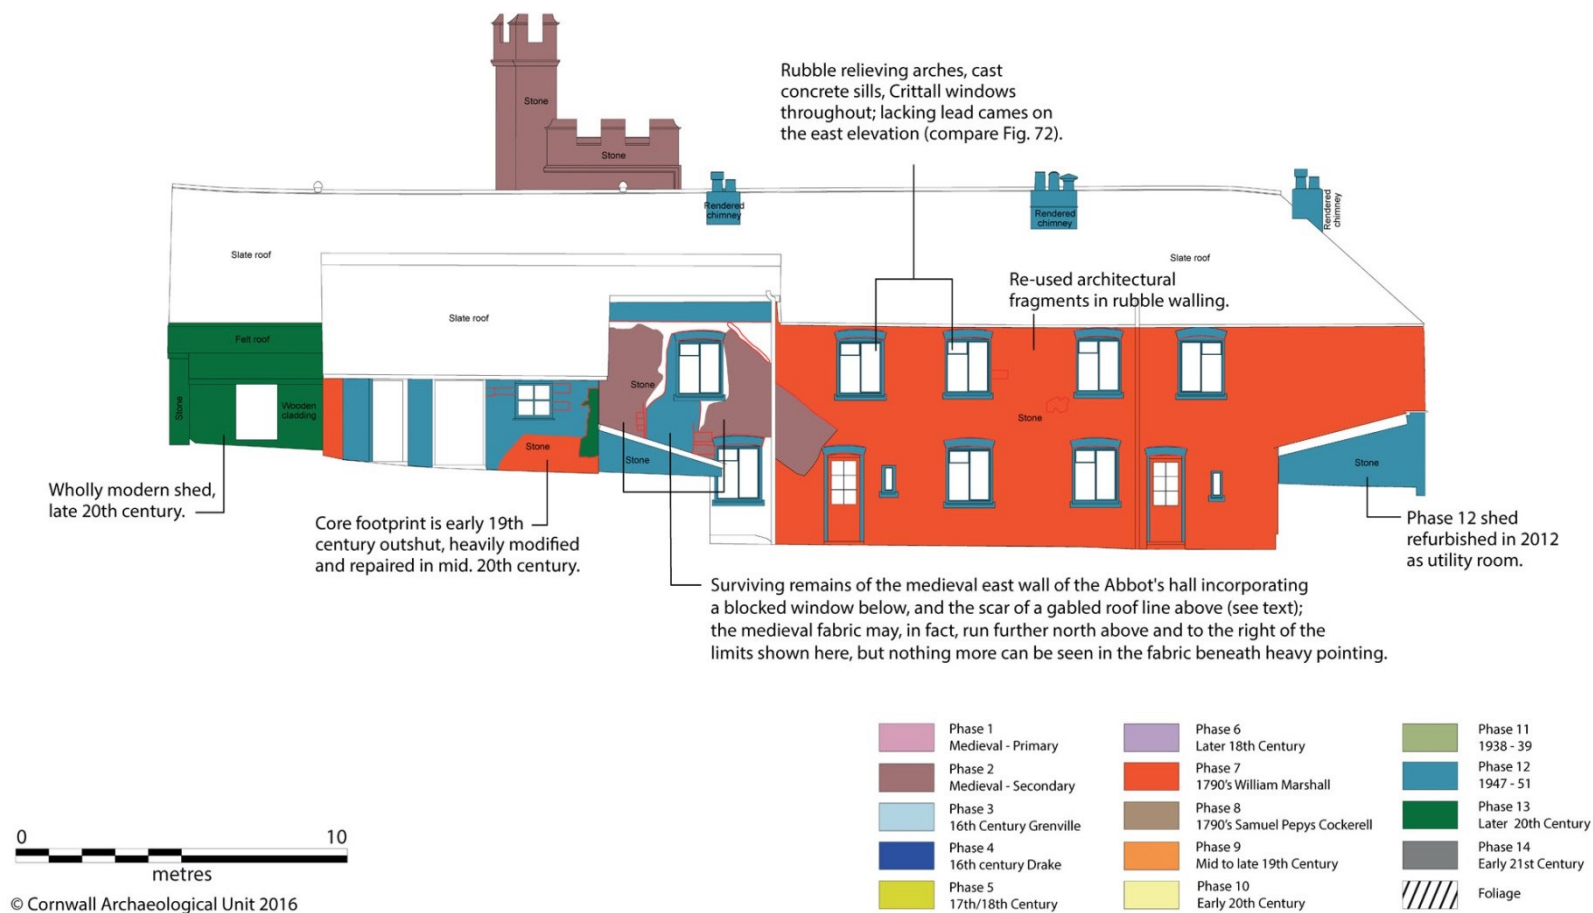 Rubble relieving arches, cast
concrete sills, Crittall windows
throughout; lacking lead cames on
the east elevation (compare Fig. 72).
Stone
Stone
Rendered
chimney
Rendered
chimney
Rendered
chimney
Slate roof
Slate roof
Re-used architectural
fragments in rubble walling.
Slate roof
Felt roof
Stone
Wooden
cladding
Stone
Stone
Stone
Stone
Stone
Wholly modern shed,
late 20th century.
Core footprint is early 19th
century outshut, heavily modified
and repaired in mid. 20th century.
Phase 12 shed
refurbished in 2012
as utility room.
Surviving remains of the medieval east wall of the Abbot's hall incorporating
a blocked window below, and the scar of a gabled roof line above (see text);
the medieval fabric may, in fact, run further north above and to the right of the
limits shown here, but nothing more can be seen in the fabric beneath heavy pointing.
Phase 1
Medieval - Primary
Phase 2
Medieval - Secondary
Phase 3
16th Century Grenville
Phase 4
16th century Drake
Phase 5
17th/18th Century
Phase 6
Later 18th Century
Phase 7
1790's William Marshall
Phase 8
1790's Samuel Pepys Cockerell
Phase 9
Mid to late 19th Century
Phase 10
Early 20th Century
Phase 11
1938 - 39
Phase 12
1947 - 51
Phase 13
Later 20th Century
Phase 14
Early 21st Century
Foliage
0 10
metres
© Cornwall Archaeological Unit 2016